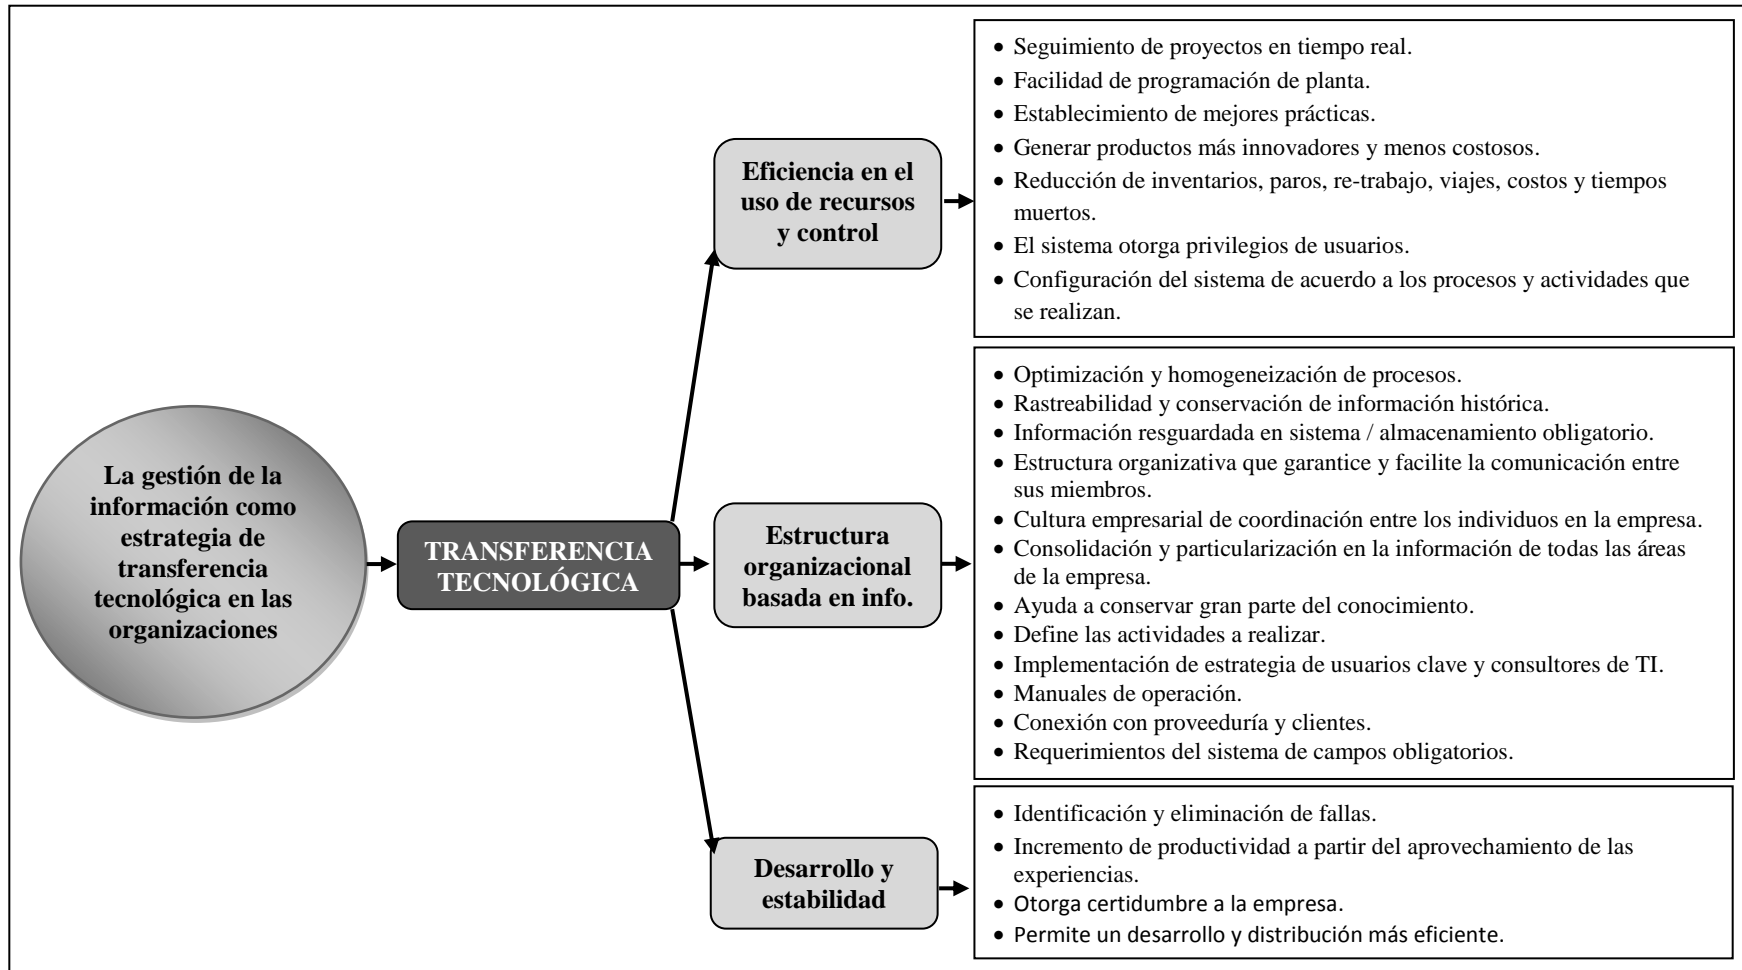 La gestión de la
información como
estrategia de
transferencia
tecnológica en las
organizaciones
TRANSFERENCIA
TECNOLÓGICA
Eficiencia en el
uso de recursos
y control
• Seguimiento de proyectos en tiempo real.
• Facilidad de programación de planta.
• Establecimiento de mejores prácticas.
• Generar productos más innovadores y menos costosos.
• Reducción de inventarios, paros, re-trabajo, viajes, costos y tiempos
muertos.
• El sistema otorga privilegios de usuarios.
• Configuración del sistema de acuerdo a los procesos y actividades que
se realizan.
Estructura
organizacional
basada en info.
• Optimización y homogeneización de procesos.
• Rastreabilidad y conservación de información histórica.
• Información resguardada en sistema / almacenamiento obligatorio.
• Estructura organizativa que garantice y facilite la comunicación entre
sus miembros.
• Cultura empresarial de coordinación entre los individuos en la empresa.
• Consolidación y particularización en la información de todas las áreas
de la empresa.
• Ayuda a conservar gran parte del conocimiento.
• Define las actividades a realizar.
• Implementación de estrategia de usuarios clave y consultores de TI.
• Manuales de operación.
• Conexión con proveeduría y clientes.
• Requerimientos del sistema de campos obligatorios.
Desarrollo y
estabilidad
• Identificación y eliminación de fallas.
• Incremento de productividad a partir del aprovechamiento de las
experiencias.
• Otorga certidumbre a la empresa.
• Permite un desarrollo y distribución más eficiente.